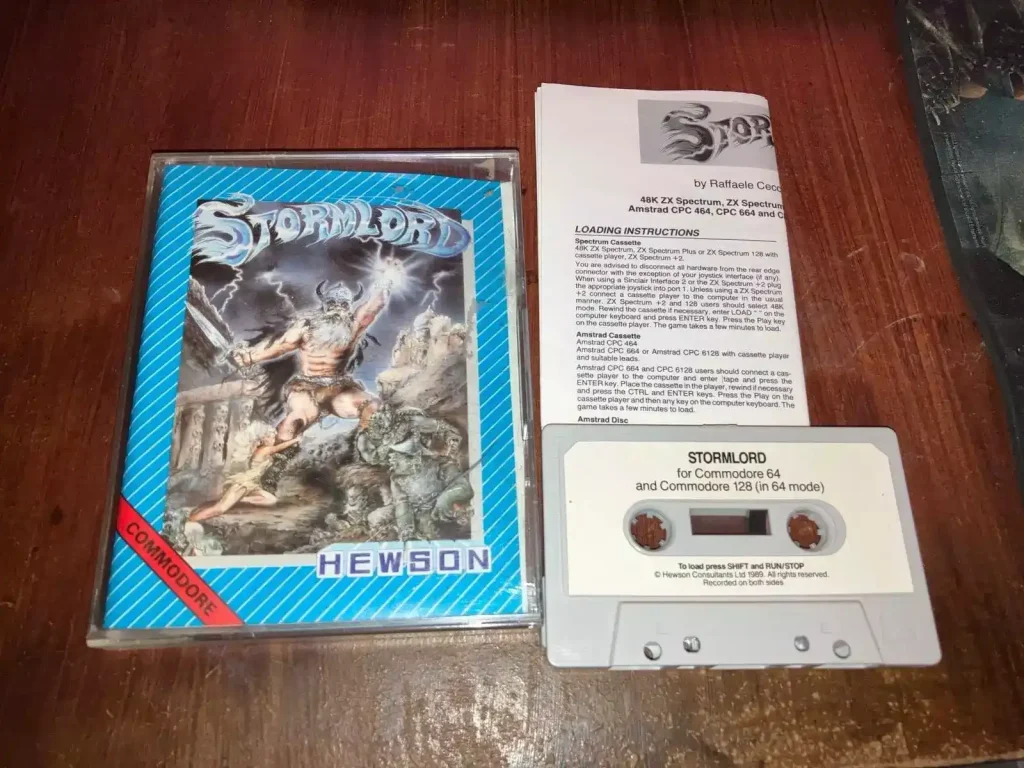 STORMLORD
COMMODORE
HEWSON
STOR
by Raffaele Cecc
48K ZX Spectrum, ZX Spectrum
Amstrad CPC 464, CPC 664 and C
LOADING INSTRUCTIONS
Spectrum Cassette
48K ZX Spectrum, ZX Spectrum Plus or ZX Spectrum 128 with
cassette player, ZX Spectrum +2.
You are advised to disconnect all hardware from the rear edge
connector with the exception of your joystick interface (if any).
When using a Sinclair Interface 2 or the ZX Spectrum +2 plug
the appropriate joystick into port 1. Unless using a ZX Spectrum
+2 connect a cassette player to the computer in the usual
manner. ZX Spectrum +2 and 128 users should select 48K
mode. Rewind the cassette if necessary, enter LOAD "" on the
computer keyboard and press ENTER key. Press the Play key
on the cassette player. The game takes a few minutes to load.
Amstrad Cassette
Amstrad CPC 464
Amstrad CPC 664 or Amstrad CPC 6128 with cassette player
and suitable leads.
Amstrad CPC 664 and CPC 6128 users should connect a cas-
sette player to the computer and enter |tape and press the
ENTER key. Place the cassette in the player, rewind if necessary
and press the CTRL and ENTER keys. Press the Play on the
cassette player and then any key on the computer keyboard. The
game takes a few minutes to load.
Amstrad Disc
STORMLORD
for Commodore 64
and Commodore 128 (in 64 mode)
To load press SHIFT and RUN/STOP
© Hewson Consultants Ltd 1989. All rights reserved.
Recorded on both sides